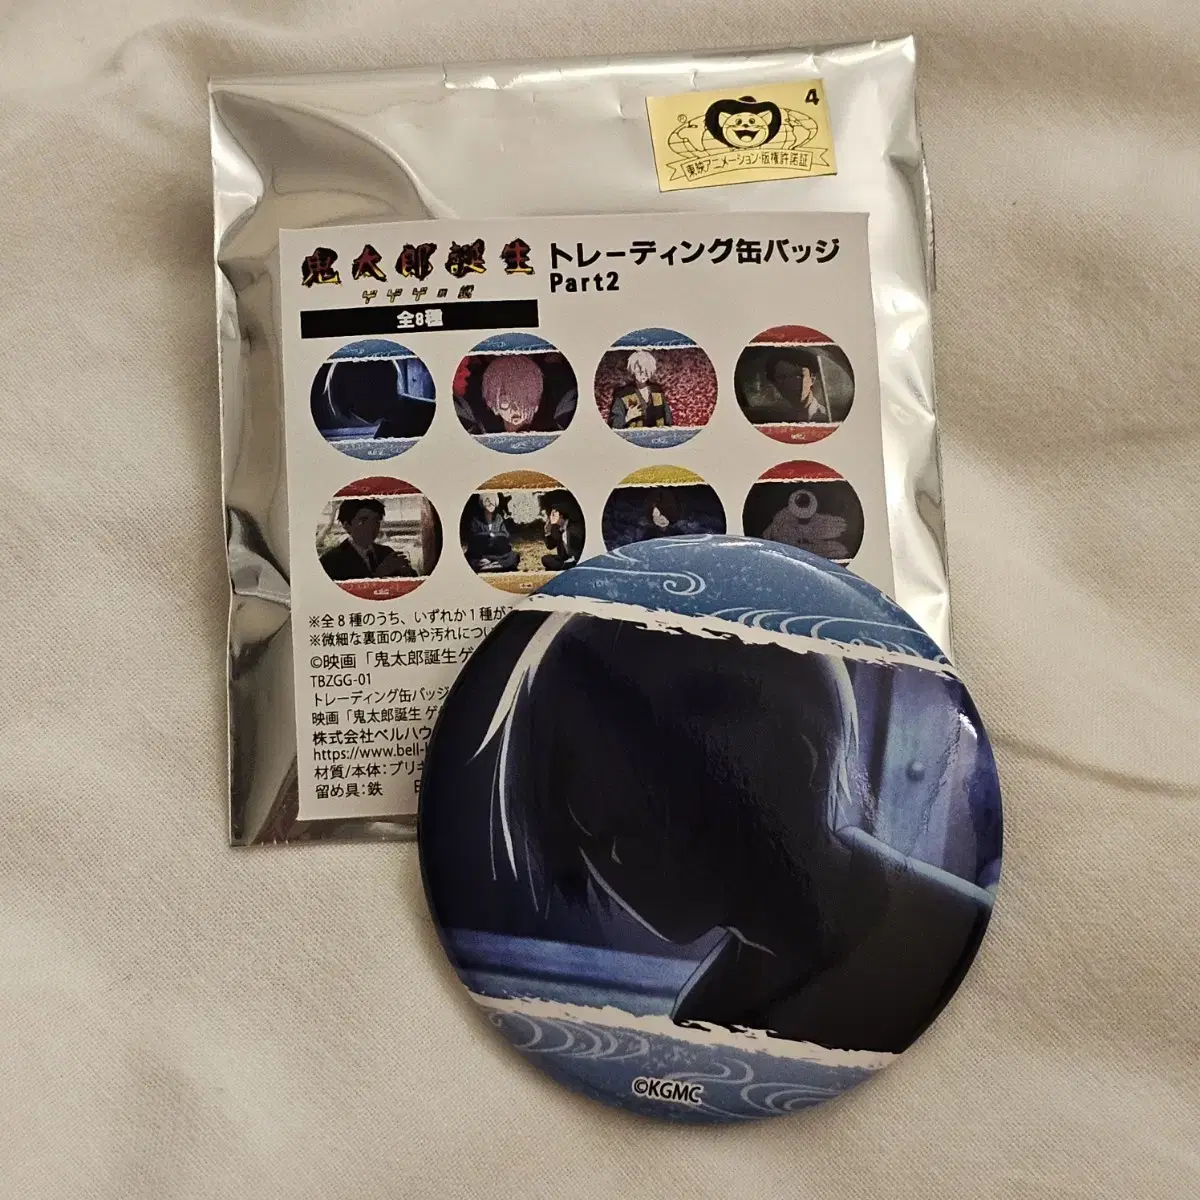 4
®
東映アニメーション・版権許諾証
鬼太郎誕生
ゲゲゲの謎
トレーディング缶バッジ
Part2
全8種
※全8種のうち、いずれか1種が
※微細な裏面の傷や汚れについ
©映画「鬼太郎誕生ゲ
TBZGG-01
トレーディング缶バッジ
映画「鬼太郎誕生 ゲ
株式会社ベルハウ
https://www.bell-
材質/本体:ブリキ
留め具:鉄
©KGMC